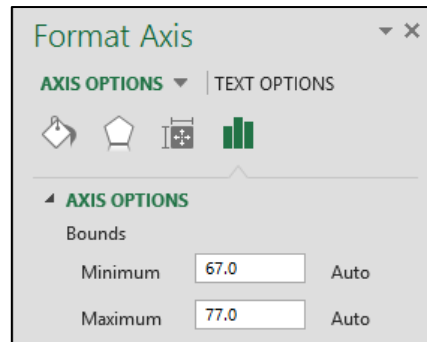 Format Axis
AXIS OPTIONS TEXT OPTIONS
AXIS OPTIONS
Bounds
Minimum 67.0 Auto
Maximum 77.0 Auto